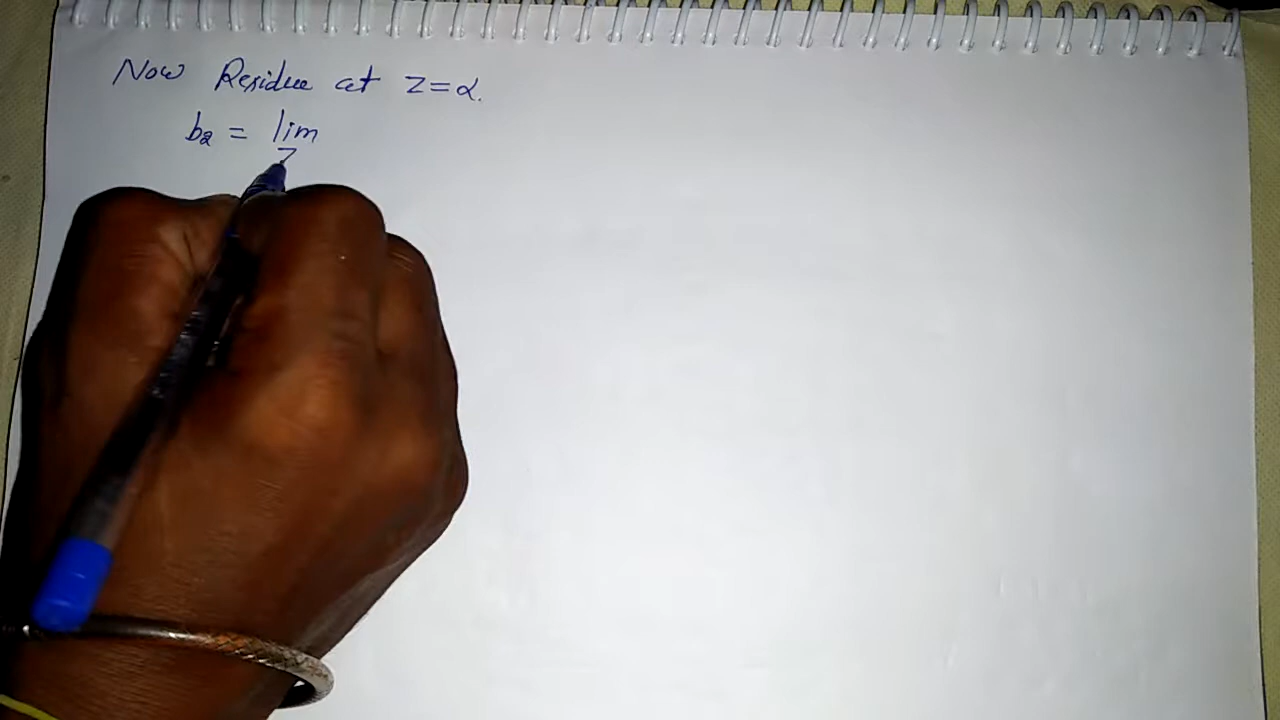 Now Residue at z=α.
b₂ = lim
z